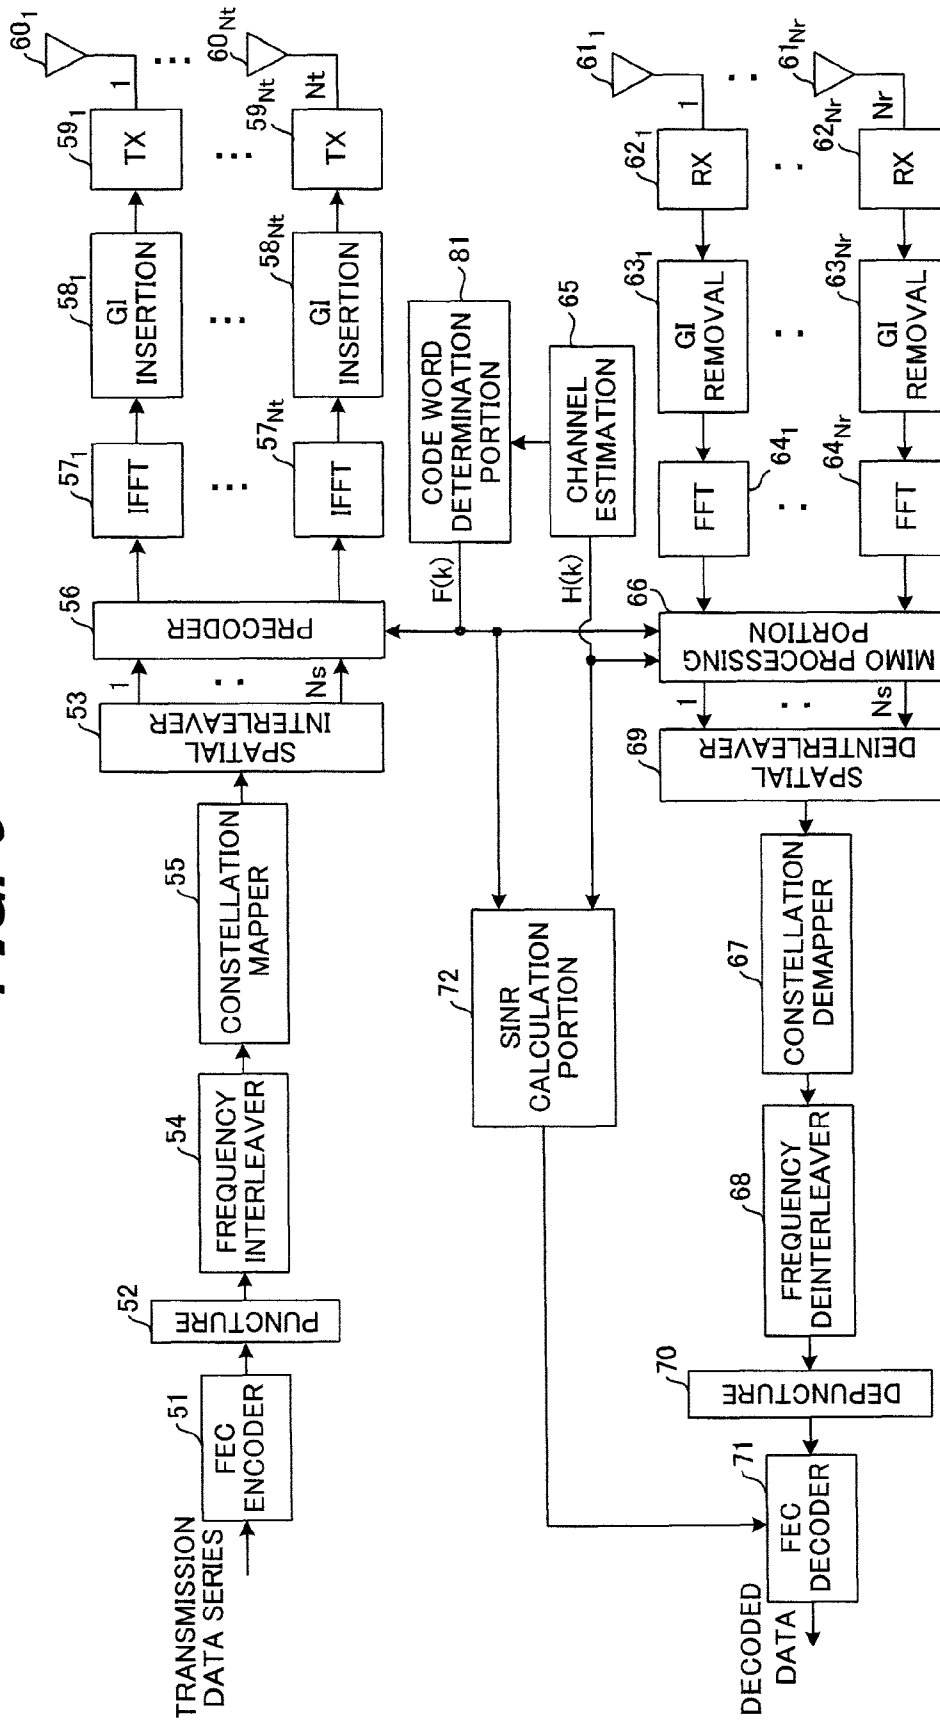 TRANSMISSION
DATA SERIES
51
FEC
ENCODER
52
PUNCTURE
54
FREQUENCY
INTERLEAVER
55
CONSTELLATION
MAPPER
53
SPATIAL
INTERLEAVER
1
Ns
56
PRECODER
57₁
IFFT
58₁
GI
INSERTION
59₁
TX
1
60₁
57Nt
IFFT
58Nt
GI
INSERTION
59Nt
TX
Nt
60Nt
81
CODE WORD
DETERMINATION
PORTION
F(k)
65
CHANNEL
ESTIMATION
H(k)
72
SINR
CALCULATION
PORTION
61₁
1
62₁
RX
63₁
GI
REMOVAL
64₁
FFT
61Nr
Nr
62Nr
RX
63Nr
GI
REMOVAL
64Nr
FFT
66
MIMO PROCESSING
PORTION
1
Ns
69
SPATIAL
DEINTERLEAVER
67
CONSTELLATION
DEMAPPER
68
FREQUENCY
DEINTERLEAVER
70
DEPUNCTURE
71
FEC
DECODER
DECODED
DATA